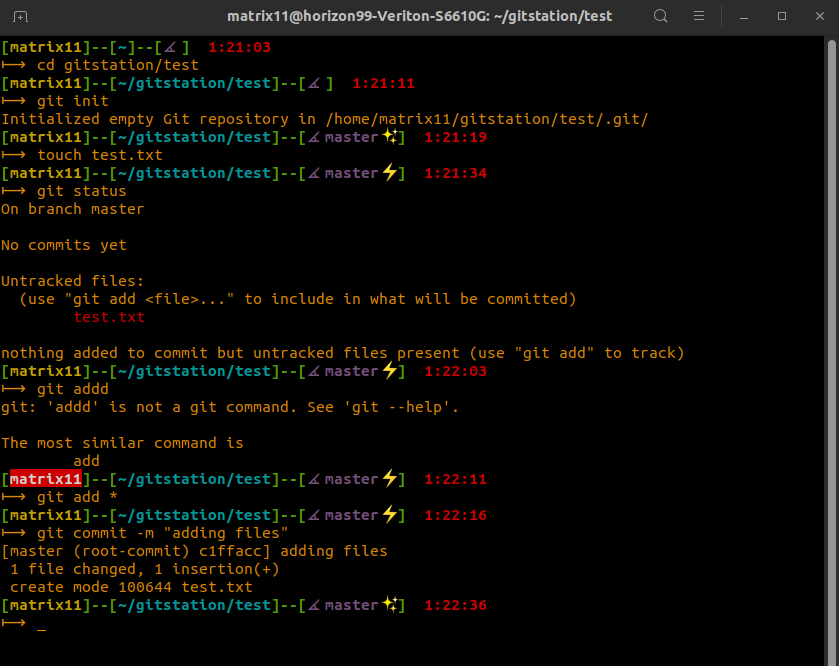 matrix11@horizon99-Veriton-S6610G: ~/gitstation/test
[matrix11]--[~]--[∡ ]  1:21:03
⟼ cd gitstation/test
[matrix11]--[~/gitstation/test]--[∡ ]  1:21:11
⟼ git init
Initialized empty Git repository in /home/matrix11/gitstation/test/.git/
[matrix11]--[~/gitstation/test]--[∡ master✨]  1:21:19
⟼ touch test.txt
[matrix11]--[~/gitstation/test]--[∡ master⚡]  1:21:34
⟼ git status
On branch master
No commits yet
Untracked files:
  (use "git add <file>..." to include in what will be committed)
        test.txt
nothing added to commit but untracked files present (use "git add" to track)
[matrix11]--[~/gitstation/test]--[∡ master⚡]  1:22:03
⟼ git addd
git: 'addd' is not a git command. See 'git --help'.
The most similar command is
        add
[matrix11]--[~/gitstation/test]--[∡ master⚡]  1:22:11
⟼ git add *
[matrix11]--[~/gitstation/test]--[∡ master⚡]  1:22:16
⟼ git commit -m "adding files"
[master (root-commit) c1ffacc] adding files
 1 file changed, 1 insertion(+)
 create mode 100644 test.txt
[matrix11]--[~/gitstation/test]--[∡ master✨]  1:22:36
⟼ _